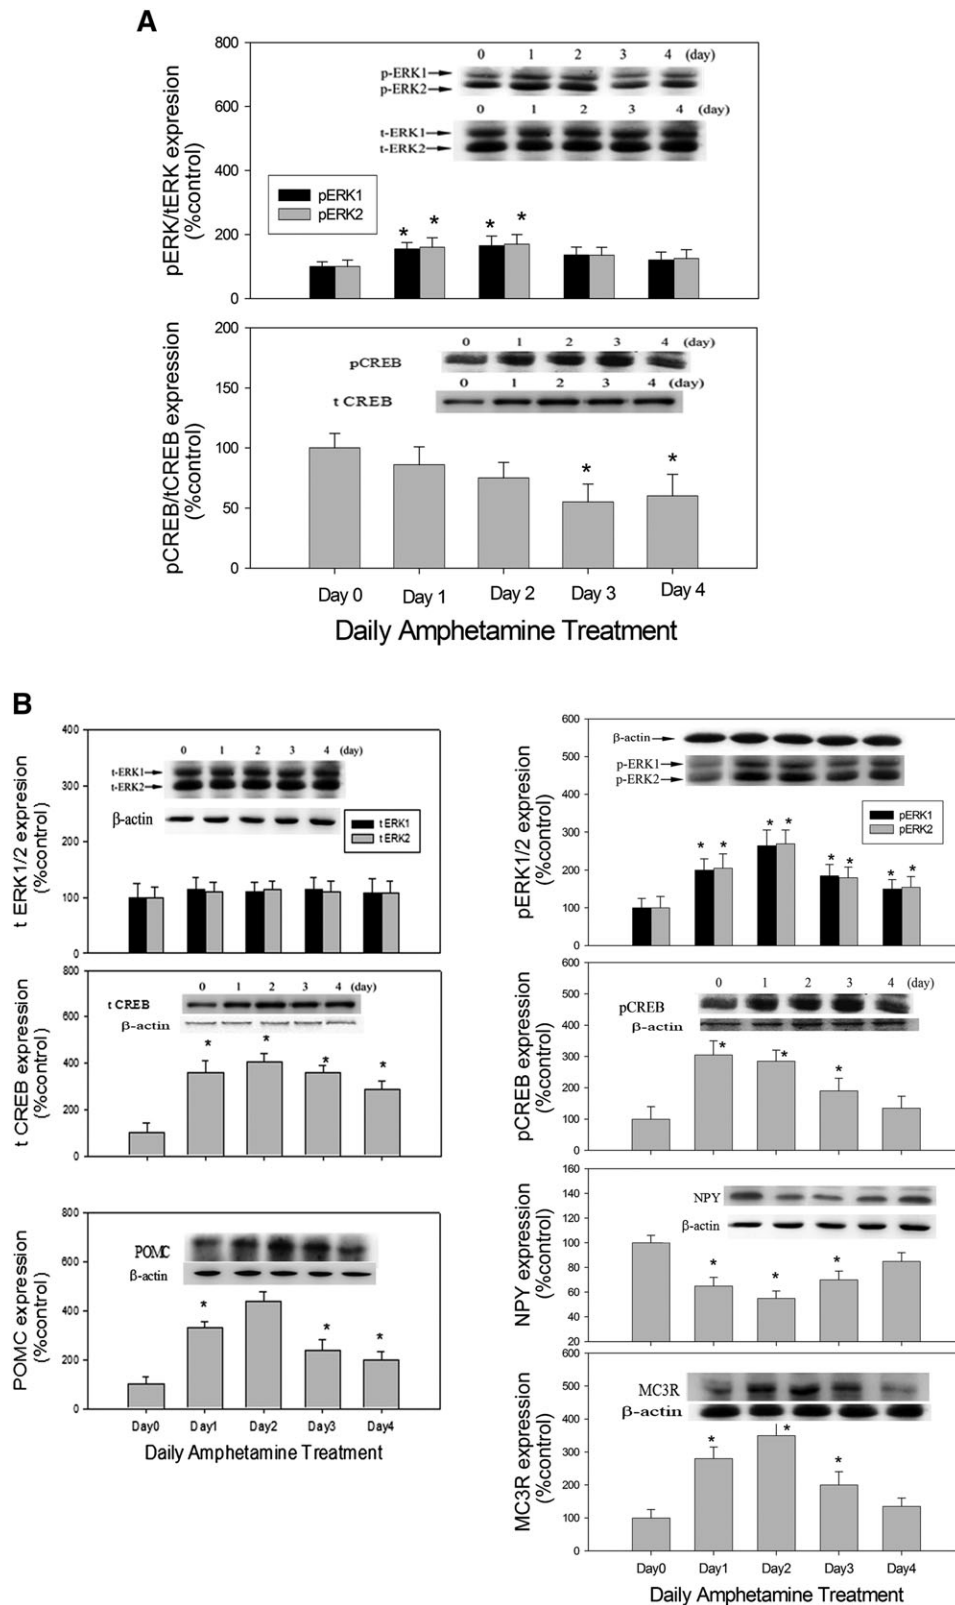 A
800
600
400
200
0
pERK/tERK expression
(%control)
0 1 2 3 4 (day)
p-ERK1
p-ERK2
0 1 2 3 4 (day)
t-ERK1
t-ERK2
pERK1
pERK2
* * * *
200
150
100
50
0
pCREB/tCREB expression
(%control)
0 1 2 3 4 (day)
pCREB
0 1 2 3 4 (day)
t CREB
* *
Day 0 Day 1 Day 2 Day 3 Day 4
Daily Amphetamine Treatment
B
400
300
200
100
0
t ERK1/2 expression
(%control)
0 1 2 3 4 (day)
t-ERK1
t-ERK2
β-actin
t ERK1
t ERK2
800
600
400
200
0
t CREB expression
(%control)
0 1 2 3 4 (day)
t CREB
β-actin
* * * *
800
600
400
200
0
POMC expression
(%control)
POMC
β-actin
* * *
Day0 Day1 Day2 Day3 Day4
Daily Amphetamine Treatment
600
500
400
300
200
100
0
pERK1/2 expression
(%control)
β-actin
p-ERK1
p-ERK2
pERK1
pERK2
* * * * * * * *
600
500
400
300
200
100
0
pCREB expression
(%control)
0 1 2 3 4 (day)
pCREB
β-actin
* * *
160
140
120
100
80
60
40
20
NPY expression
(%control)
NPY
β-actin
* * *
600
500
400
300
200
100
0
MC3R expression
(%control)
MC3R
β-actin
* * *
Day0 Day1 Day2 Day3 Day4
Daily Amphetamine Treatment